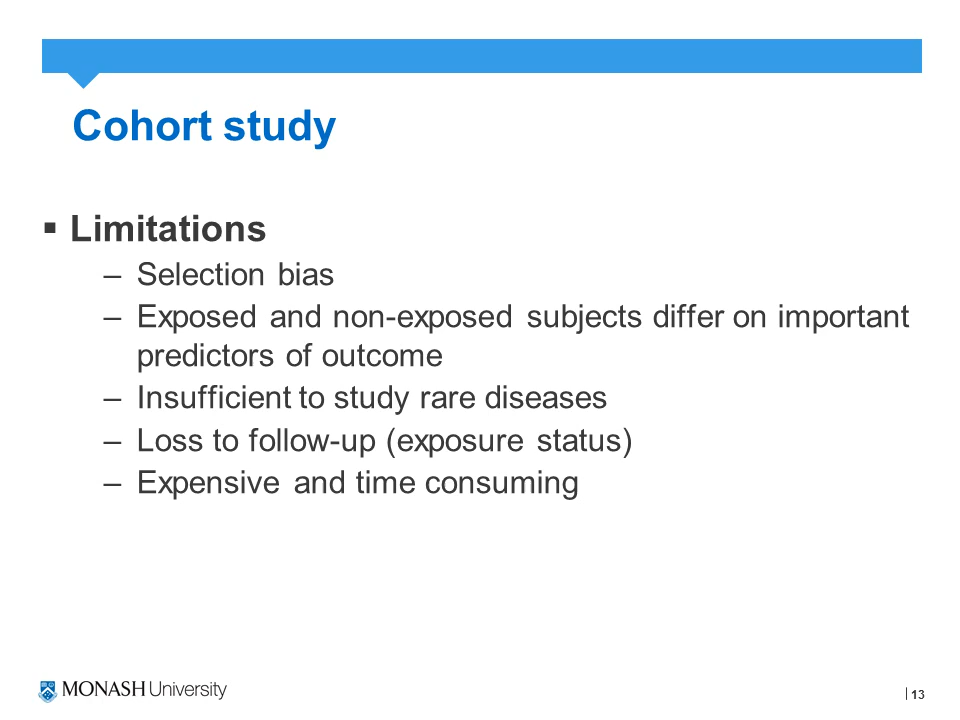 Cohort study
▪ Limitations
– Selection bias
– Exposed and non-exposed subjects differ on important
predictors of outcome
– Insufficient to study rare diseases
– Loss to follow-up (exposure status)
– Expensive and time consuming
MONASH University
| 13